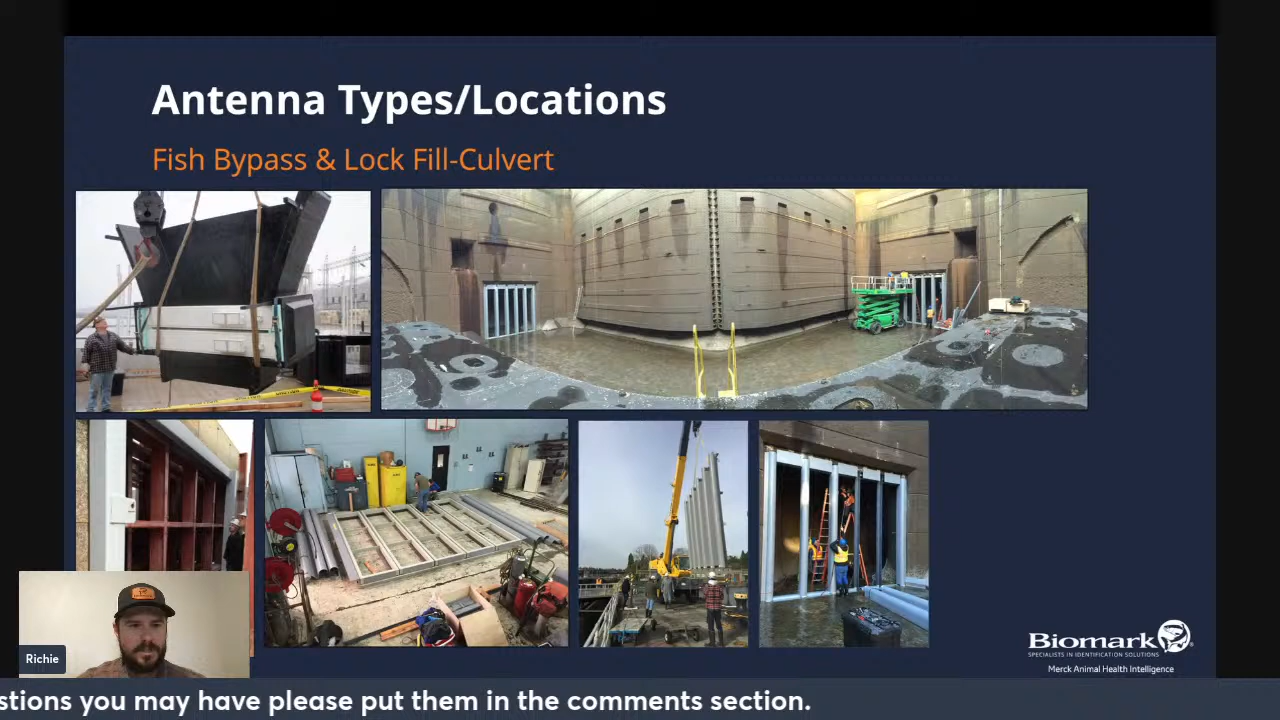 Antenna Types/Locations
Fish Bypass & Lock Fill-Culvert
Biomark
SPECIALISTS IN IDENTIFICATION SOLUTIONS
Merck Animal Health Intelligence
Richie
stions you may have please put them in the comments section.